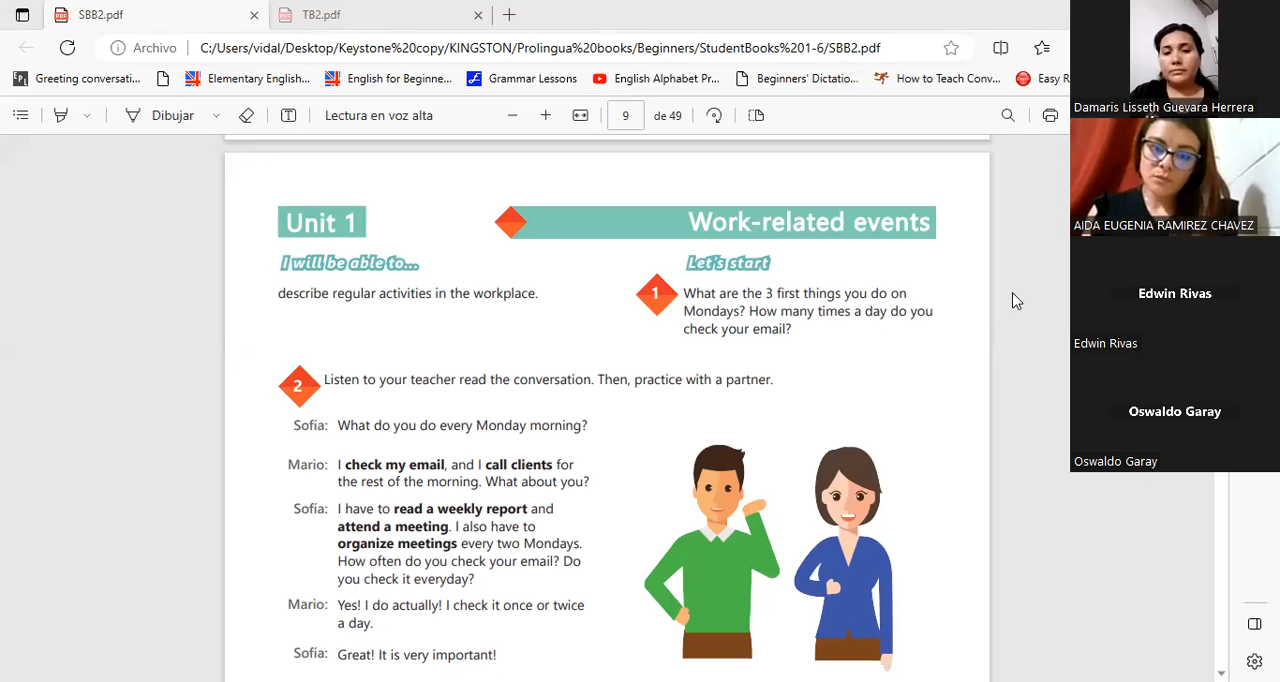 SBB2.pdf
TB2.pdf
Archivo
C:/Users/vidal/Desktop/Keystone%20copy/KINGSTON/Prolingua%20books/Beginners/StudentBooks%201-6/SBB2.pdf
Greeting conversati...
Elementary English...
English for Beginne...
Grammar Lessons
English Alphabet Pr...
Beginners' Dictatio...
How to Teach Conv...
Easy R
Dibujar
Lectura en voz alta
9
de 49
Unit 1
Work-related events
I will be able to...
Let's start
describe regular activities in the workplace.
1
What are the 3 first things you do on
Mondays? How many times a day do you
check your email?
2
Listen to your teacher read the conversation. Then, practice with a partner.
Sofía: What do you do every Monday morning?
Mario: I check my email, and I call clients for
the rest of the morning. What about you?
Sofía: I have to read a weekly report and
attend a meeting. I also have to
organize meetings every two Mondays.
How often do you check your email? Do
you check it everyday?
Mario: Yes! I do actually! I check it once or twice
a day.
Sofía: Great! It is very important!
Damaris Lisseth Guevara Herrera
AIDA EUGENIA RAMIREZ CHAVEZ
Edwin Rivas
Edwin Rivas
Oswaldo Garay
Oswaldo Garay